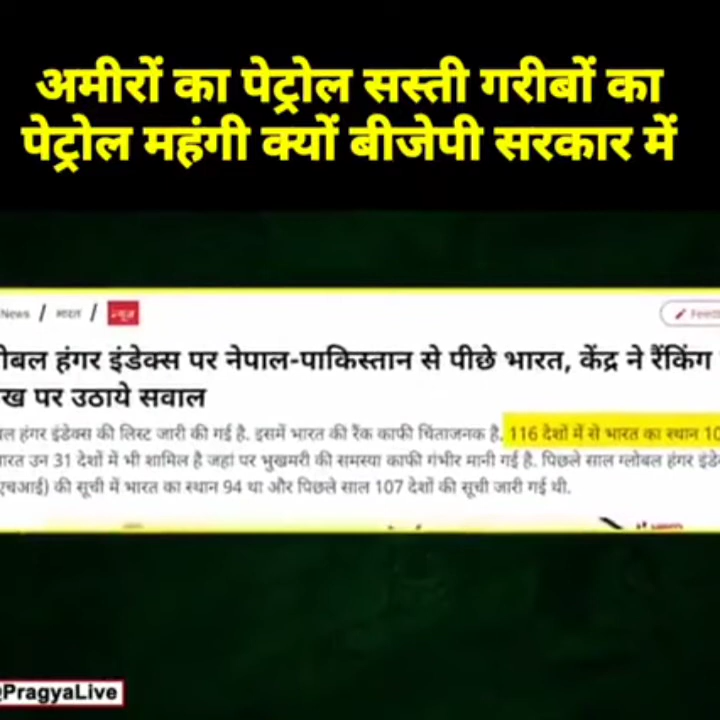 अमीरों का पेट्रोल सस्ती गरीबों का
पेट्रोल महंगी क्यों बीजेपी सरकार में
News / भारत / न्यूज़
Feed
बल हंगर इंडेक्स पर नेपाल-पाकिस्तान से पीछे भारत, केंद्र ने रैंकिंग
ख पर उठाये सवाल
ल हंगर इंडेक्स की लिस्ट जारी की गई है. इसमें भारत की रैंक काफी चिंताजनक है. 116 देशों में से भारत का स्थान 10
रत उन 31 देशों में भी शामिल है जहां पर भुखमरी की समस्या काफी गंभीर मानी गई है. पिछले साल ग्लोबल हंगर इंडे
एचआई) की सूची में भारत का स्थान 94 था और पिछले साल 107 देशों की सूची जारी गई थी.
@PragyaLive